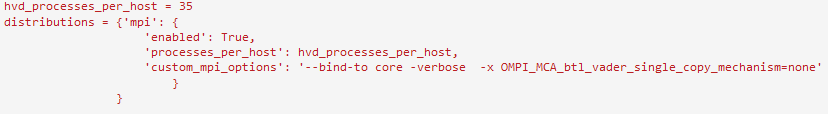 hvd_processes_per_host = 35
distributions = {'mpi': {
'enabled': True,
'processes_per_host': hvd_processes_per_host,
'custom_mpi_options': '--bind-to core -verbose  -x OMPI_MCA_btl_vader_single_copy_mechanism=none'
}
}